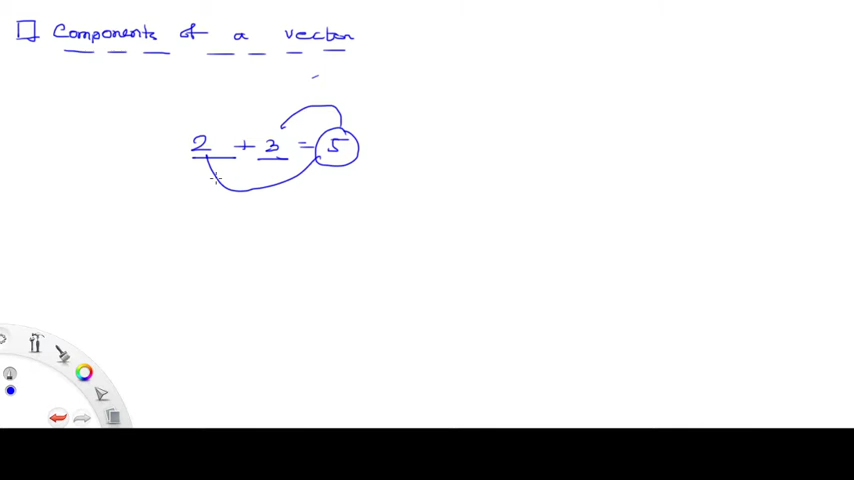 Components of a vector
2 + 3 = 5